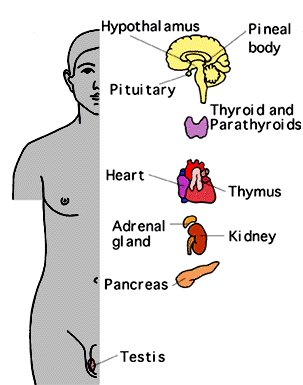 Hypothalamus
Pineal
body
Pituitary
Thyroid and
Parathyroids
Heart
Thymus
Adrenal
gland
Kidney
Pancreas
Testis